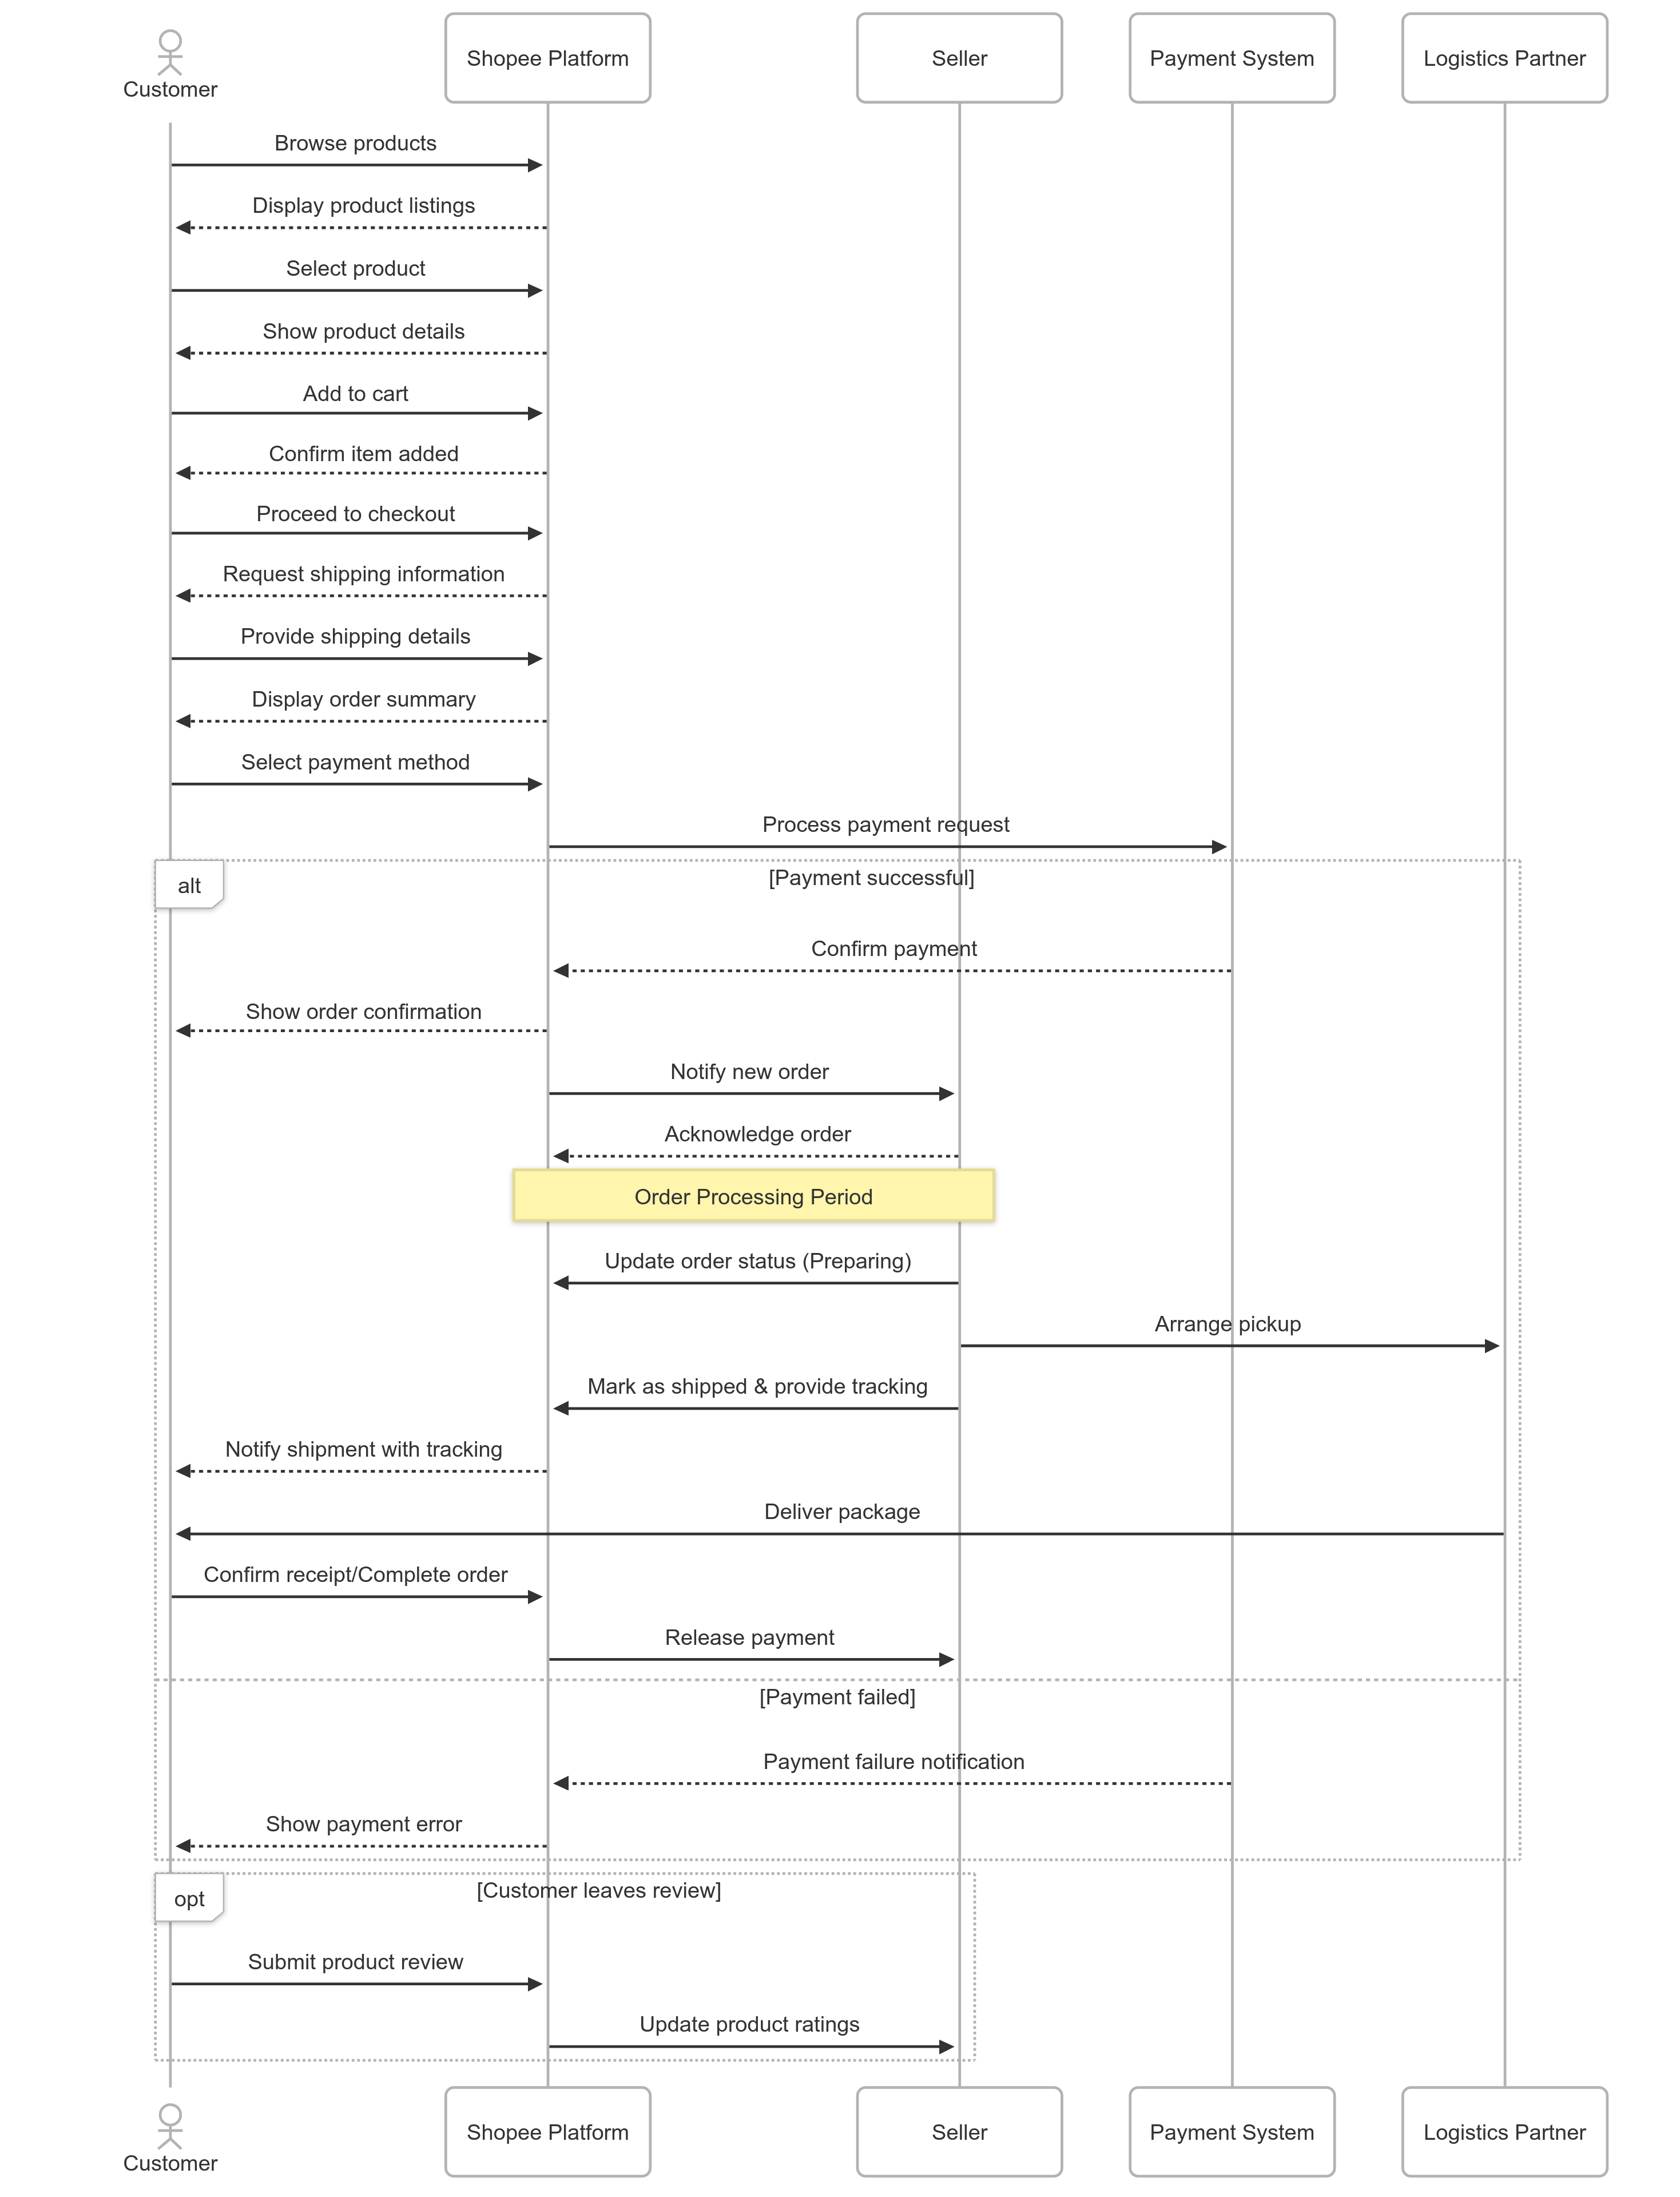 Customer
Shopee Platform
Seller
Payment System
Logistics Partner
Browse products
Display product listings
Select product
Show product details
Add to cart
Confirm item added
Proceed to checkout
Request shipping information
Provide shipping details
Display order summary
Select payment method
Process payment request
alt
[Payment successful]
Confirm payment
Show order confirmation
Notify new order
Acknowledge order
Order Processing Period
Update order status (Preparing)
Arrange pickup
Mark as shipped & provide tracking
Notify shipment with tracking
Deliver package
Confirm receipt/Complete order
Release payment
[Payment failed]
Payment failure notification
Show payment error
opt
[Customer leaves review]
Submit product review
Update product ratings
Customer
Shopee Platform
Seller
Payment System
Logistics Partner